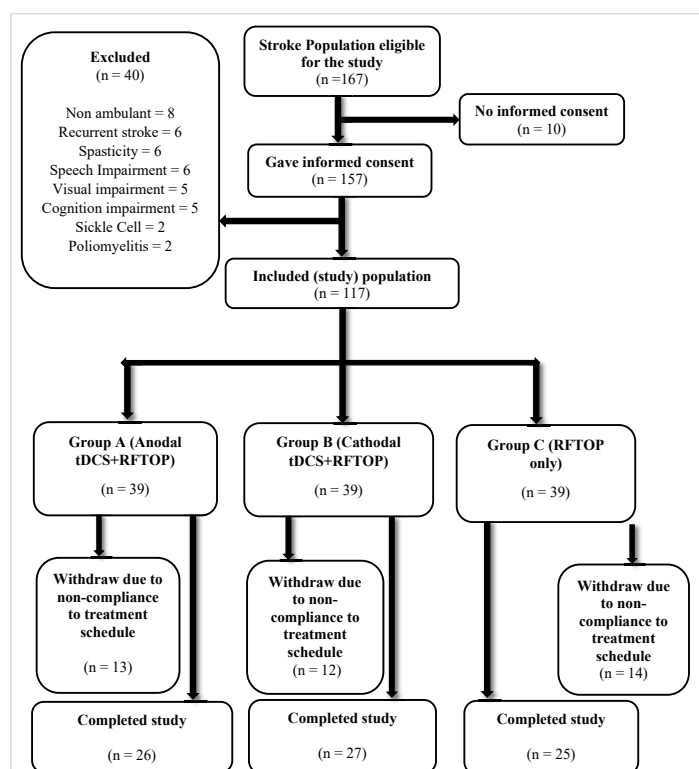 Stroke Population eligible
for the study
(n =167)
Excluded
(n = 40)
Non ambulant = 8
Recurrent stroke = 6
Spasticity = 6
Speech Impairment = 6
Visual impairment = 5
Cognition impairment = 5
Sickle Cell = 2
Poliomyelitis = 2
No informed consent
(n = 10)
Gave informed consent
(n = 157)
Included (study) population
(n = 117)
Group A (Anodal
tDCS+RFTOP)
(n = 39)
Group B (Cathodal
tDCS+RFTOP)
(n = 39)
Group C (RFTOP
only)
(n = 39)
Withdraw due to
non-compliance
to treatment
schedule
(n = 13)
Withdraw due to
non-
compliance to
treatment
schedule
(n = 12)
Withdraw due
to non-
compliance to
treatment
schedule
(n = 14)
Completed study
(n = 26)
Completed study
(n = 27)
Completed study
(n = 25)